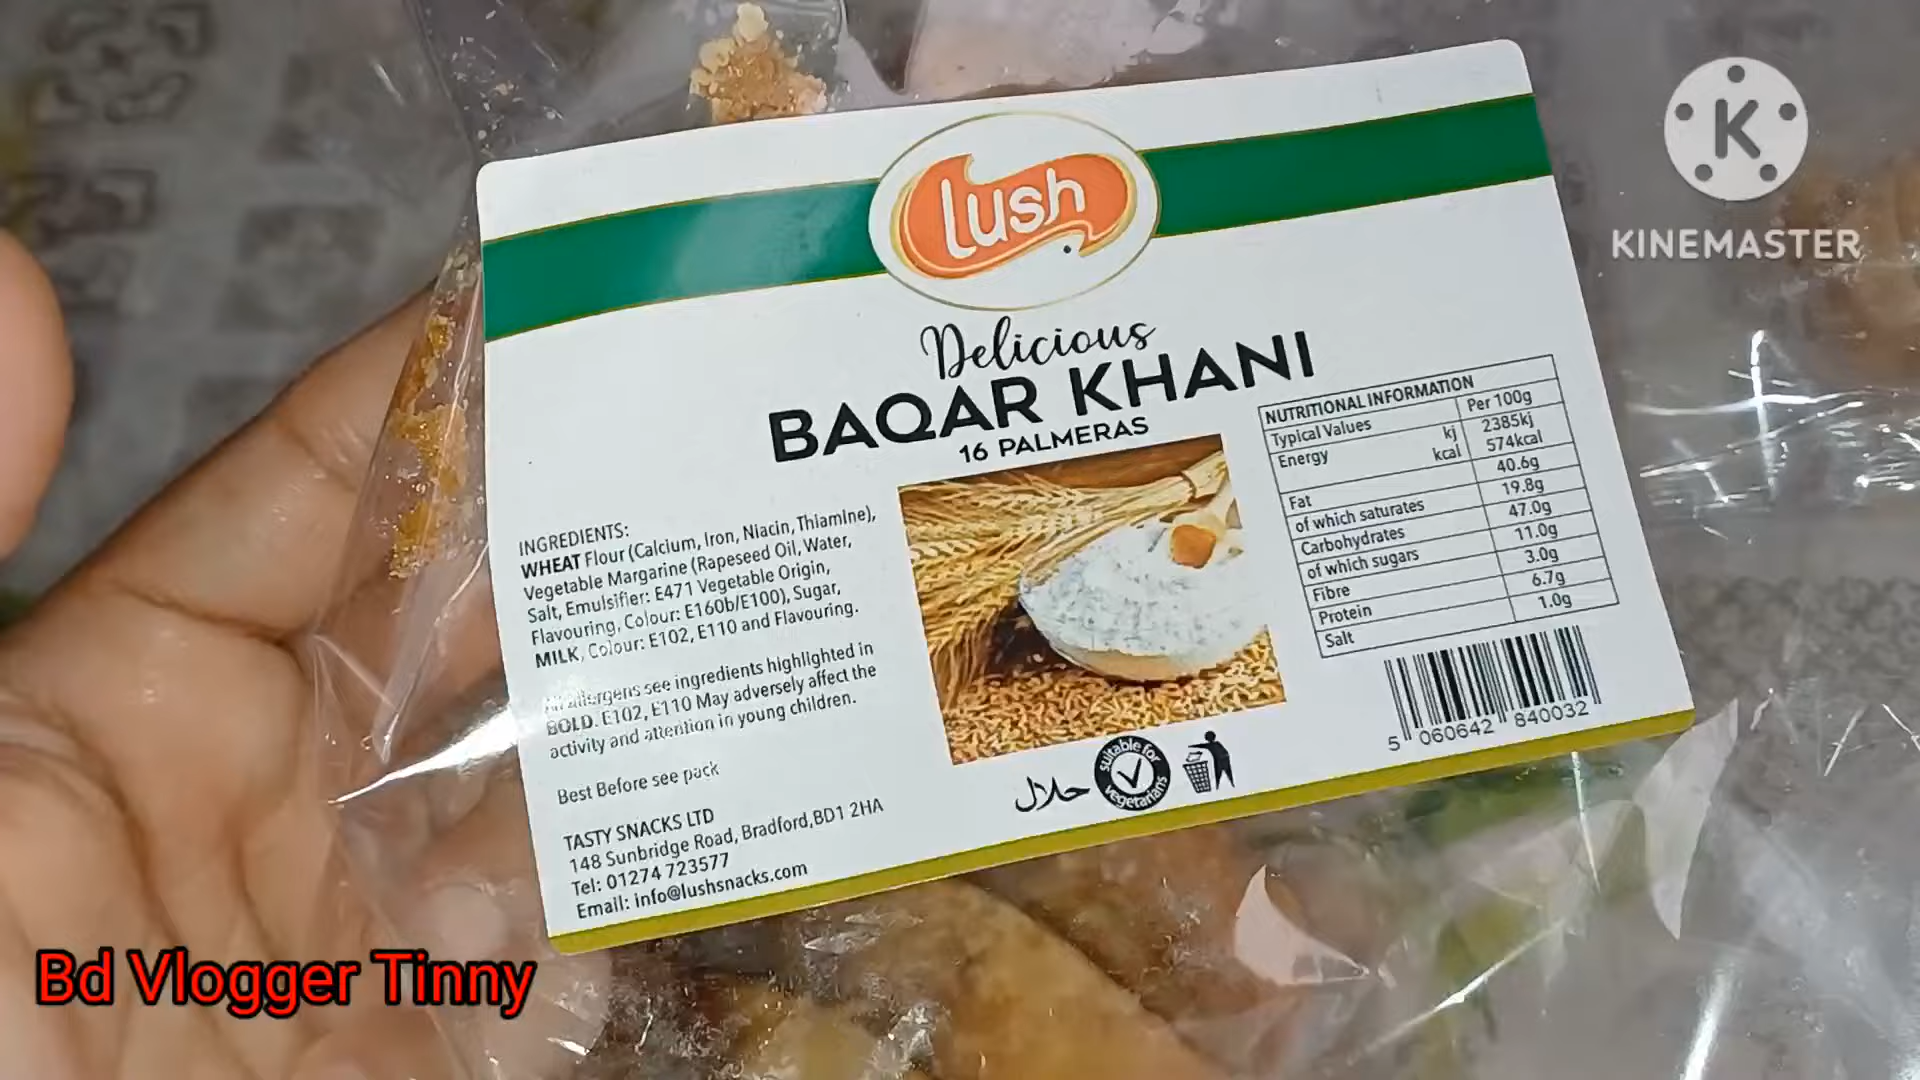 lush
Delicious
BAQAR KHANI
16 PALMERAS
INGREDIENTS:
WHEAT Flour (Calcium, Iron, Niacin, Thiamine),
Vegetable Margarine (Rapeseed Oil, Water,
Salt, Emulsifier: E471 Vegetable Origin,
Flavouring, Colour: E160b/E100), Sugar,
MILK, Colour: E102, E110 and Flavouring.
allergens see ingredients highlighted in
BOLD. E102, E110 May adversely affect the
activity and attention in young children.
Best Before see pack
TASTY SNACKS LTD
148 Sunbridge Road, Bradford,BD1 2HA
Tel: 01274 723577
Email: info@lushsnacks.com
حلال
suitable for
vegetarians
NUTRITIONAL INFORMATION
Typical Values Per 100g
Energy kj 2385kj
kcal 574kcal
Fat 40.6g
of which saturates 19.8g
Carbohydrates 47.0g
of which sugars 11.0g
Fibre 3.0g
Protein 6.7g
Salt 1.0g
5 060642 840032
K
KINEMASTER
Bd Vlogger Tinny